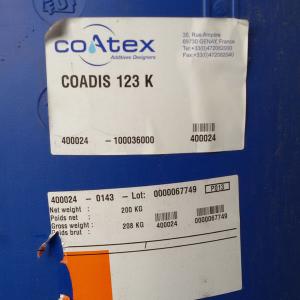 coatex
Additives Designers
35, Rue Ampère
69730 GENAY, France
COADIS 123 K
400024 -100036000 400024
400024 - 0143 - Lot: 0000067749
Net weight : 200 KG
Poids net :
Gross weight : 208 KG
Poids brut :
400024
0000067749